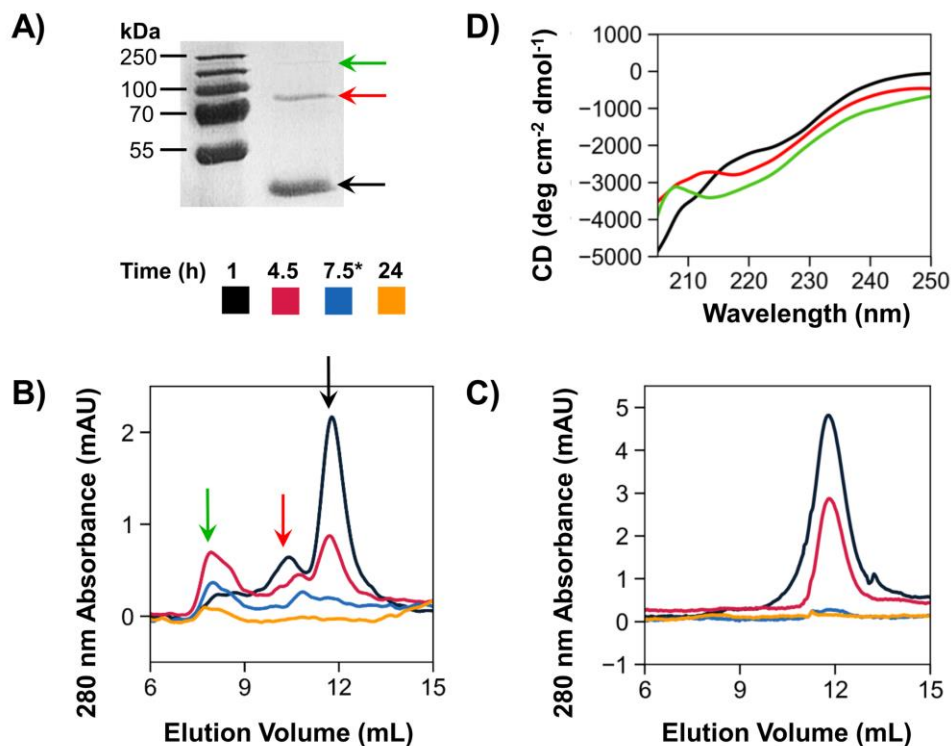 A)
kDa
250
100
70
55
Time (h) 1 4.5 7.5* 24
D)
CD (deg cm-2 dmol-1)
1000
0
-1000
-2000
-3000
-4000
-5000
210 220 230 240 250
Wavelength (nm)
B)
280 nm Absorbance (mAU)
2
1
0
6 9 12 15
Elution Volume (mL)
C)
280 nm Absorbance (mAU)
5
4
3
2
1
0
-1
6 9 12 15
Elution Volume (mL)